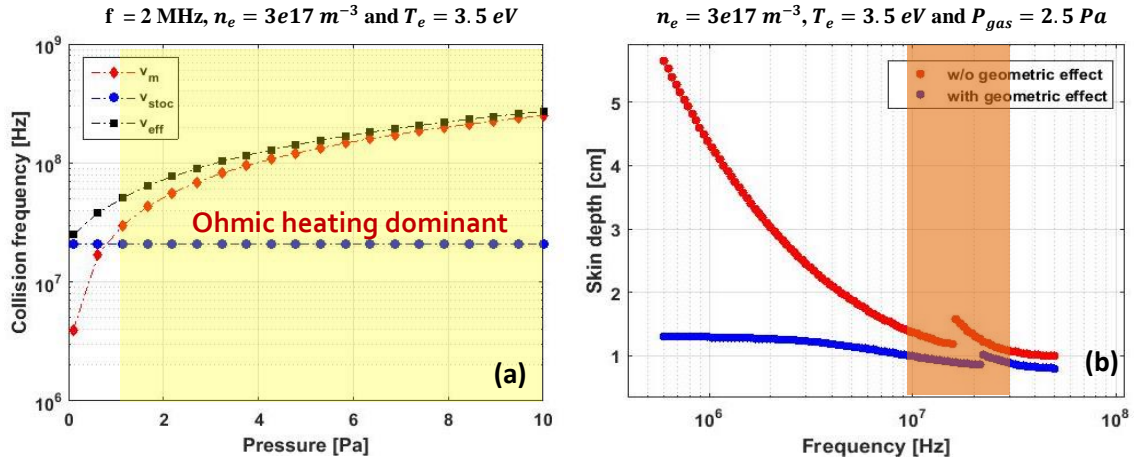 f = 2 MHz, n_e = 3e17 m^{-3} and T_e = 3.5 eV
Collision frequency [Hz]
10^9
10^8
10^7
10^6
v_m
v_stoc
v_eff
Ohmic heating dominant
(a)
0 2 4 6 8 10
Pressure [Pa]
n_e = 3e17 m^{-3}, T_e = 3.5 eV and P_gas = 2.5 Pa
Skin depth [cm]
5
4
3
2
1
w/o geometric effect
with geometric effect
(b)
10^6 10^7 10^8
Frequency [Hz]